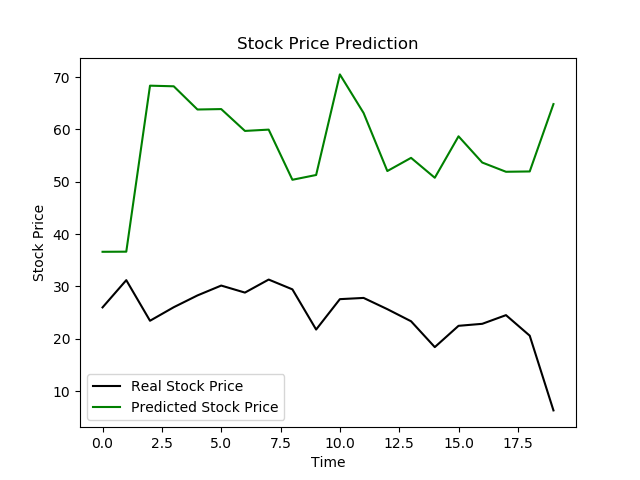 Stock Price Prediction
Stock Price
70
60
50
40
30
20
10
Real Stock Price
Predicted Stock Price
0.0 2.5 5.0 7.5 10.0 12.5 15.0 17.5
Time